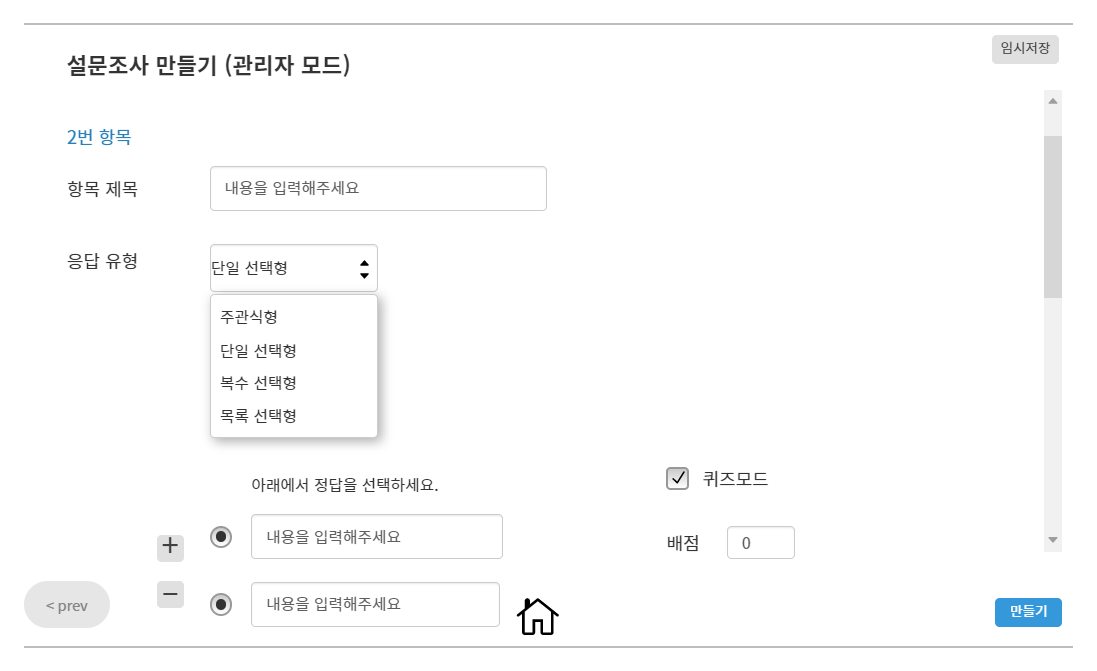 임시저장
설문조사 만들기 (관리자 모드)
2번 항목
항목 제목
내용을 입력해주세요
응답 유형
단일 선택형
주관식형
단일 선택형
복수 선택형
목록 선택형
아래에서 정답을 선택하세요.
퀴즈모드
+
내용을 입력해주세요
배점
0
−
내용을 입력해주세요
< prev
만들기